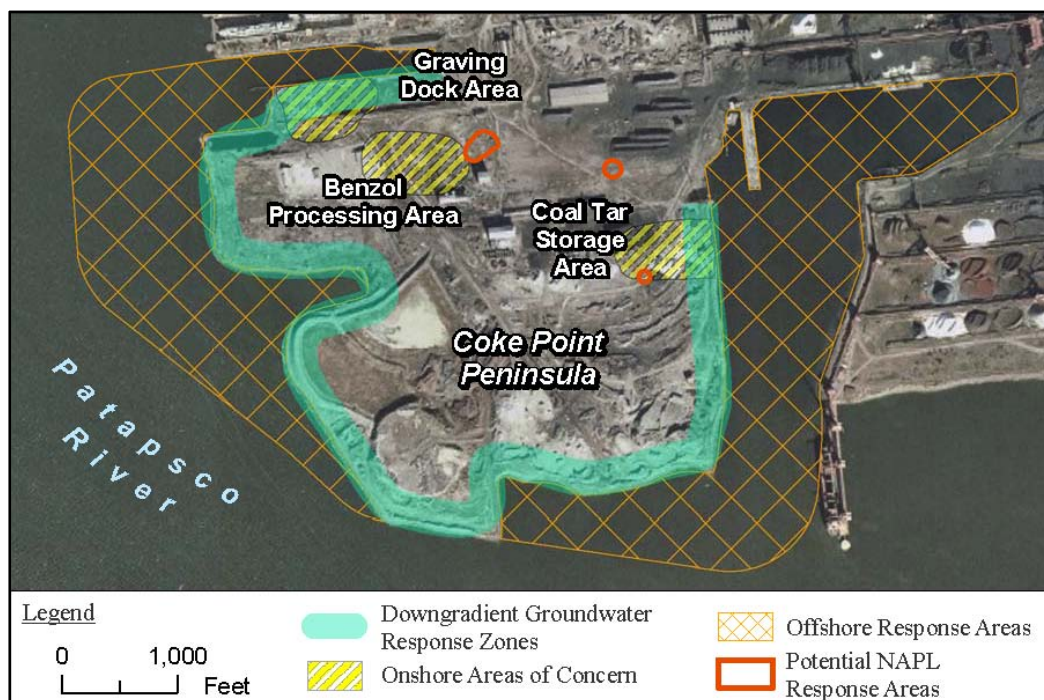 Graving
Dock Area
Benzol
Processing Area
Coal Tar
Storage
Area
Coke Point
Peninsula
Patapsco
River
Legend
0 1,000
Feet
Downgradient Groundwater
Response Zones
Onshore Areas of Concern
Offshore Response Areas
Potential NAPL
Response Areas